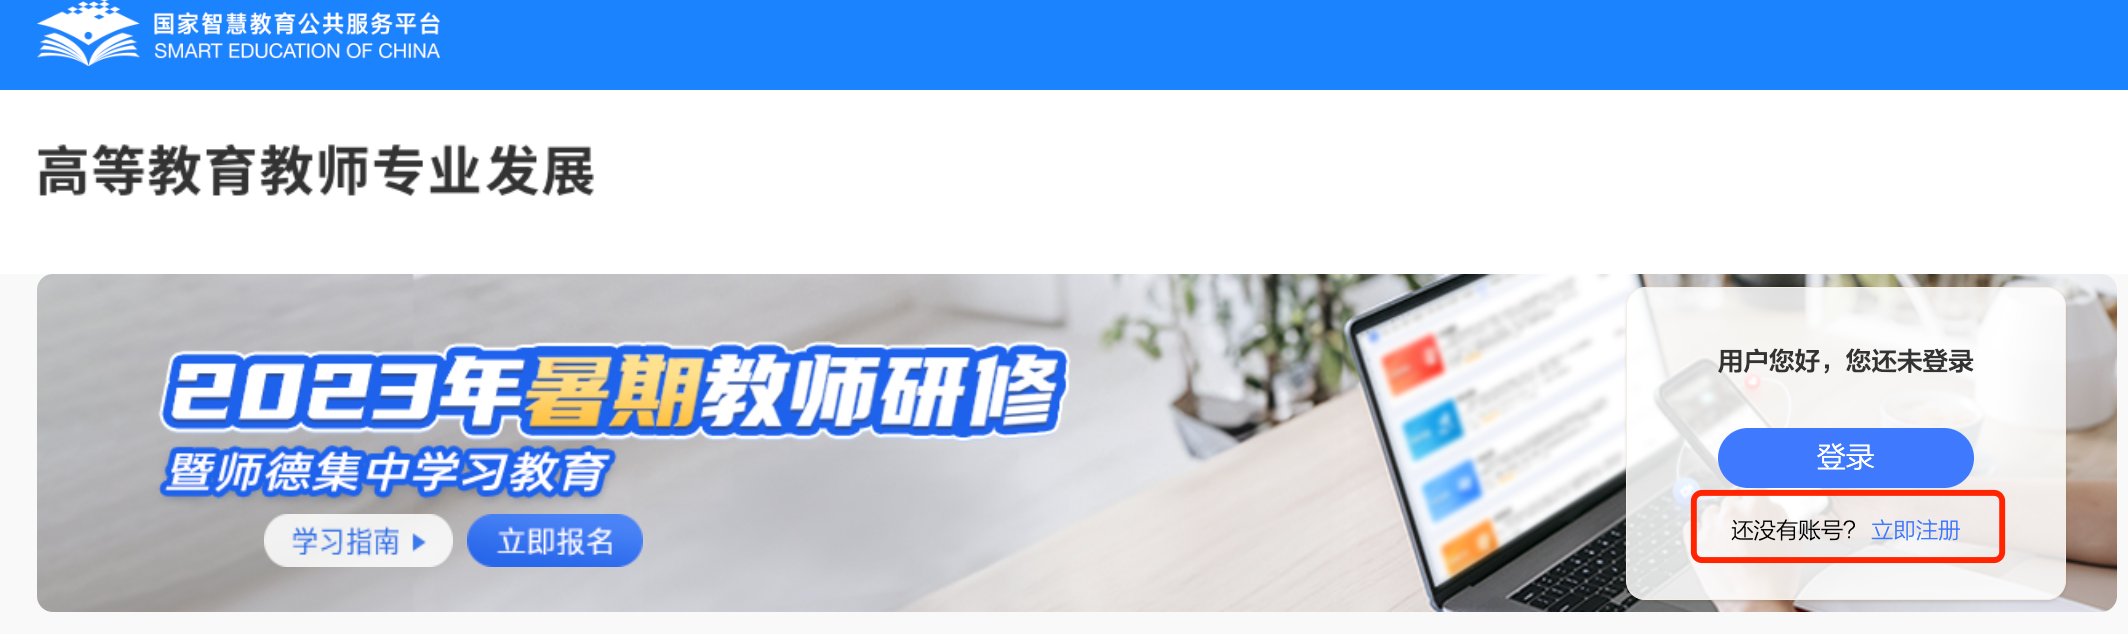 国家智慧教育公共服务平台
SMART EDUCATION OF CHINA
高等教育教师专业发展
2023年暑期教师研修
暨师德集中学习教育
学习指南
立即报名
用户您好，您还未登录
登录
还没有账号？ 立即注册